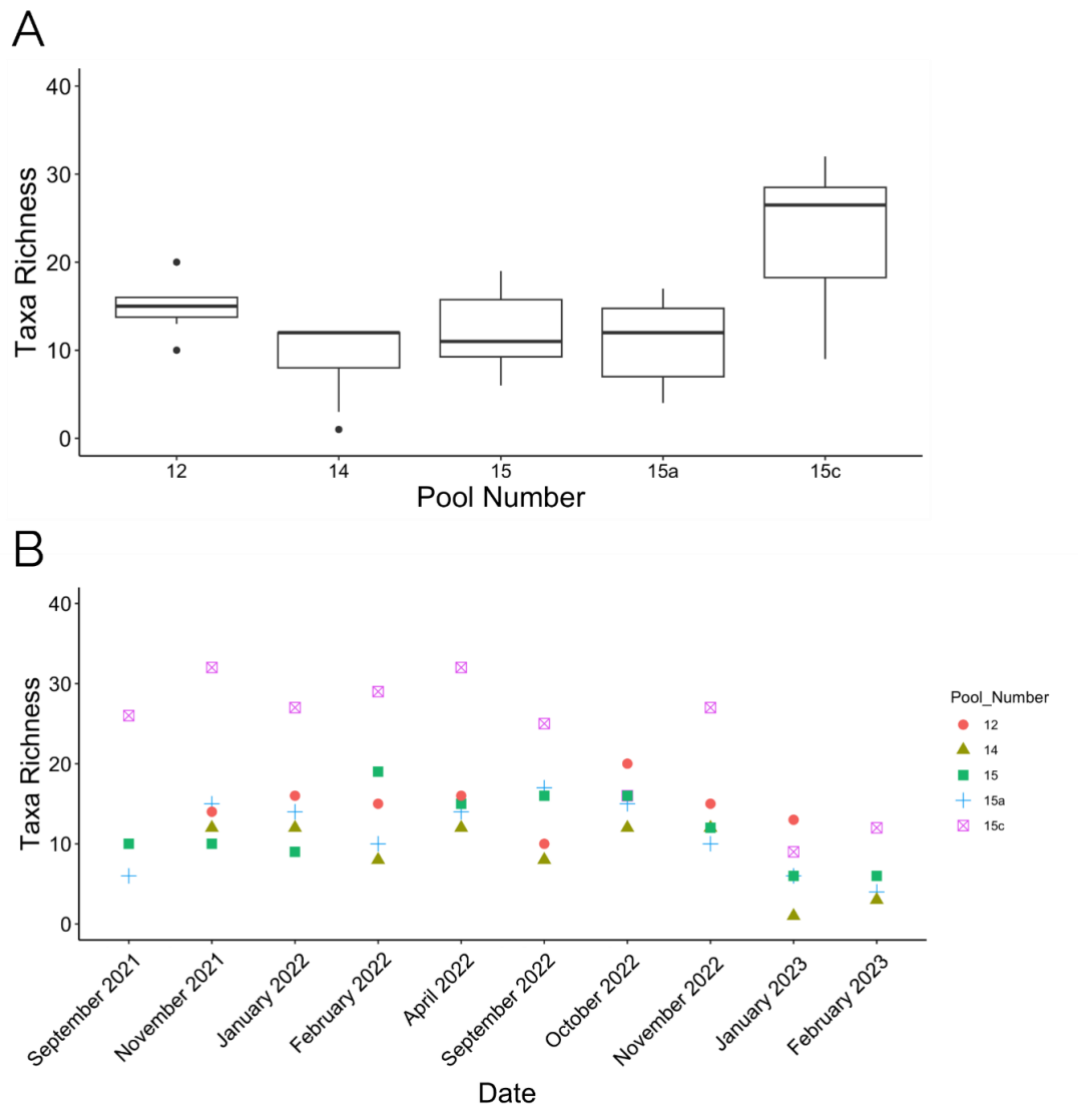 A
40
30
20
10
0
Taxa Richness
12 14 15 15a 15c
Pool Number
B
40
30
20
10
0
Taxa Richness
Pool_Number
12
14
15
15a
15c
September 2021
November 2021
January 2022
February 2022
April 2022
September 2022
October 2022
November 2022
January 2023
February 2023
Date